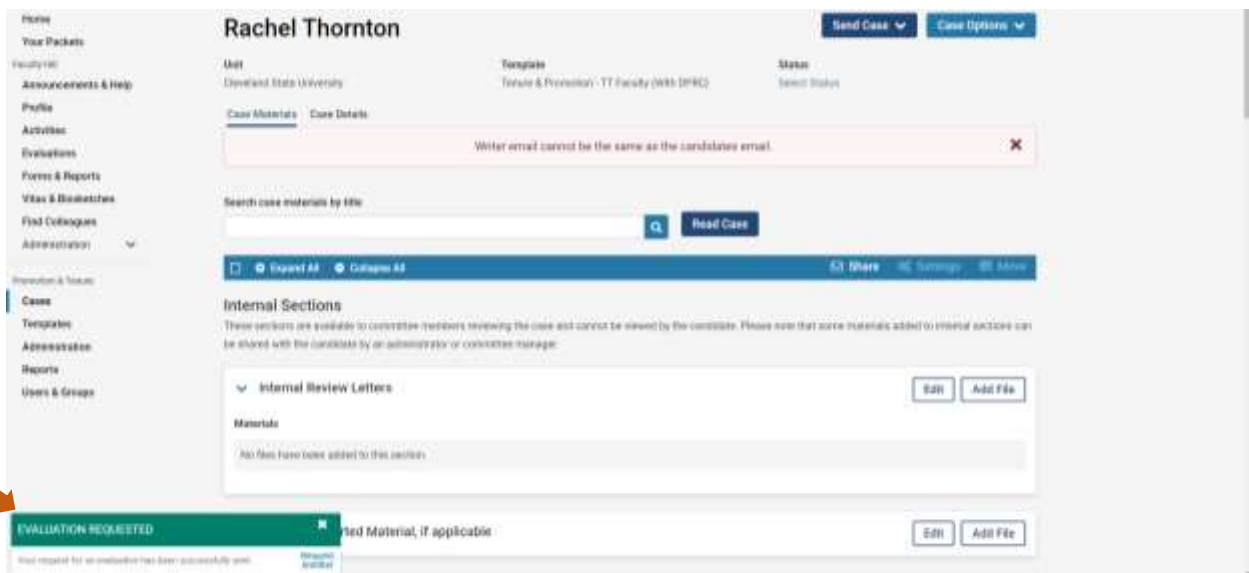 Home
Your Packets
Faculty180
Announcements & Help
Profile
Activities
Evaluations
Forms & Reports
Vitas & Biosketches
Find Colleagues
Administration
Promotion & Tenure
Cases
Templates
Administration
Reports
Users & Groups
Rachel Thornton
Send Case
Case Options
Unit
Cleveland State University
Template
Tenure & Promotion - TT Faculty (With DPRC)
Status
Select Status
Case Materials Case Details
Writer email cannot be the same as the candidates email.
Search case materials by title
Read Case
Expand All Collapse All
Share Settings Move
Internal Sections
These sections are available to committee members reviewing the case and cannot be viewed by the candidate. Please note that some materials added to internal sections can
be shared with the candidate by an administrator or committee manager.
Internal Review Letters
Edit Add File
Materials
No files have been added to this section.
rted Material, if applicable
Edit Add File
EVALUATION REQUESTED
Your request for an evaluation has been successfully sent.
Request
Another